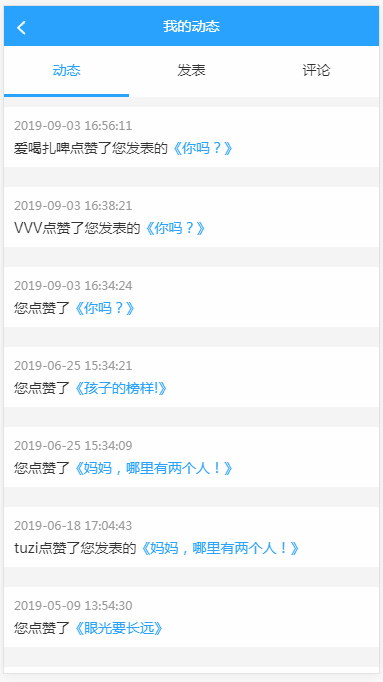 我的动态
动态 发表 评论
2019-09-03 16:56:11
爱喝扎啤点赞了您发表的《你吗？》
2019-09-03 16:38:21
VVV点赞了您发表的《你吗？》
2019-09-03 16:34:24
您点赞了《你吗？》
2019-06-25 15:34:21
您点赞了《孩子的榜样!》
2019-06-25 15:34:09
您点赞了《妈妈，哪里有两个人！》
2019-06-18 17:04:43
tuzi点赞了您发表的《妈妈，哪里有两个人！》
2019-05-09 13:54:30
您点赞了《眼光要长远》